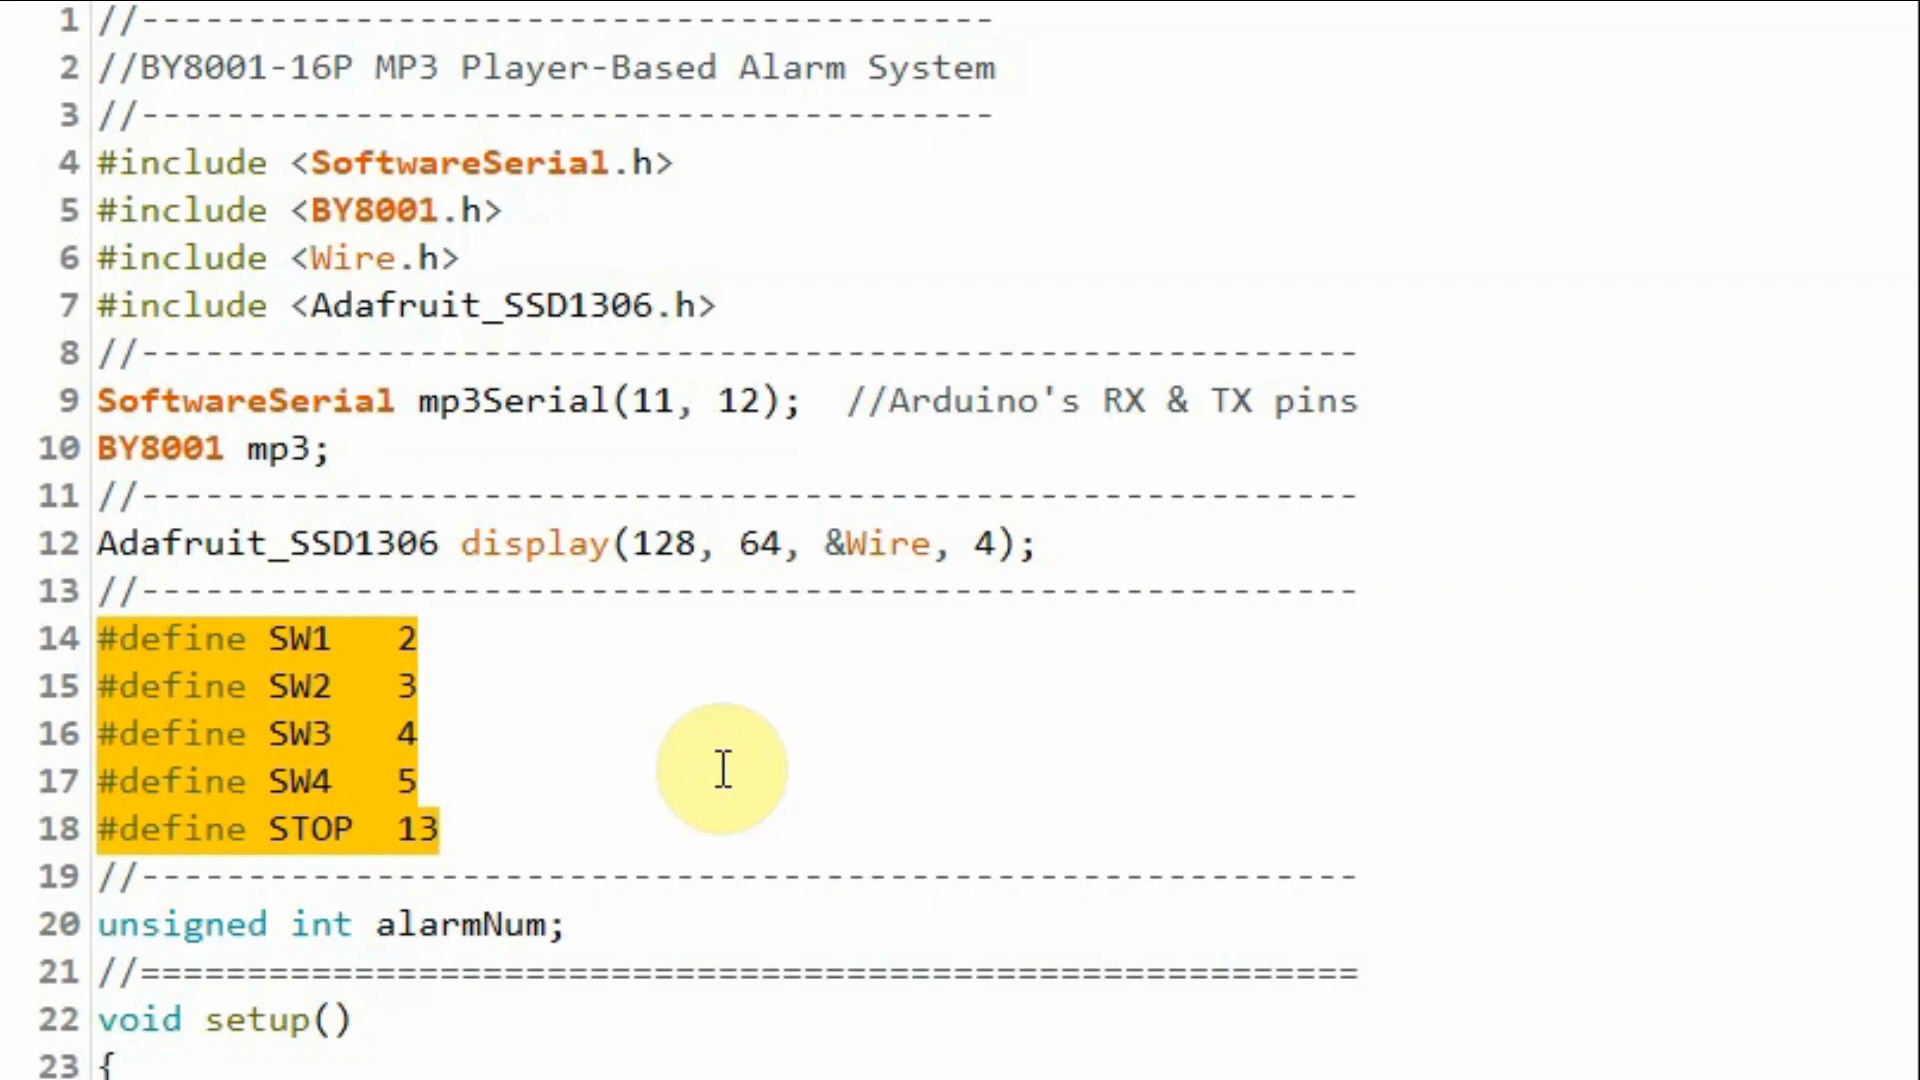 1 //----------------------------------------
2 //BY8001-16P MP3 Player-Based Alarm System
3 //----------------------------------------
4 #include <SoftwareSerial.h>
5 #include <BY8001.h>
6 #include <Wire.h>
7 #include <Adafruit_SSD1306.h>
8 //---------------------------------------------------------
9 SoftwareSerial mp3Serial(11, 12);  //Arduino's RX & TX pins
10 BY8001 mp3;
11 //---------------------------------------------------------
12 Adafruit_SSD1306 display(128, 64, &Wire, 4);
13 //---------------------------------------------------------
14 #define SW1   2
15 #define SW2   3
16 #define SW3   4
17 #define SW4   5
18 #define STOP  13
19 //---------------------------------------------------------
20 unsigned int alarmNum;
21 //=========================================================
22 void setup()
23 {